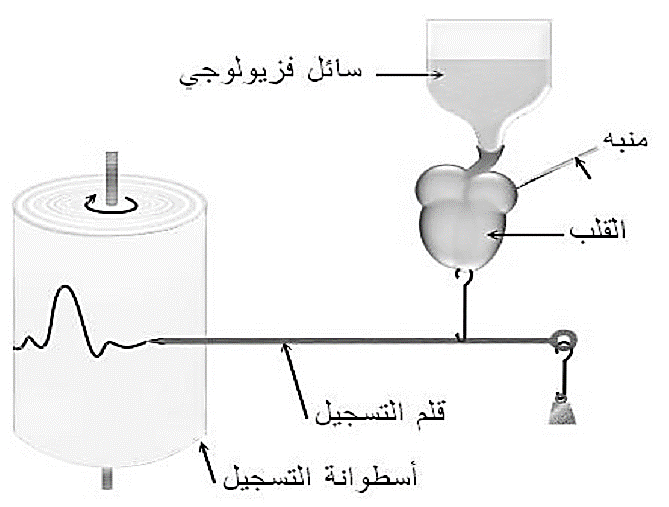 سائل فزيولوجي
منبه
القلب
قلم التسجيل
أسطوانة التسجيل